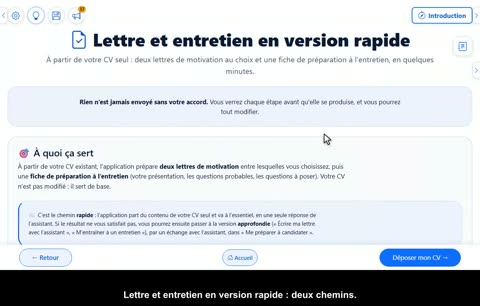 Introduction
Lettre et entretien en version rapide
À partir de votre CV seul : deux lettres de motivation au choix et une fiche de préparation à l'entretien, en quelques
minutes.
Rien n'est jamais envoyé sans votre accord. Vous verrez chaque étape avant qu'elle se produise, et vous pourrez
tout modifier.
À quoi ça sert
À partir de votre CV existant, l'application prépare deux lettres de motivation entre lesquelles vous choisissez, puis
une fiche de préparation à l'entretien (votre présentation, les questions probables, les questions à poser). Votre CV
n'est pas modifié : il sert de base.
C'est le chemin rapide : l'application part du contenu de votre CV seul et va à l'essentiel, en une seule réponse de
l'assistant. Si le résultat ne vous satisfait pas, vous pourrez ensuite passer à la version approfondie (« Écrire ma lettre
avec l'assistant », « M'entraîner à un entretien »), par un échange avec l'assistant, dans « Me préparer à candidater ».
← Retour
Accueil
Déposer mon CV →
Lettre et entretien en version rapide : deux chemins.